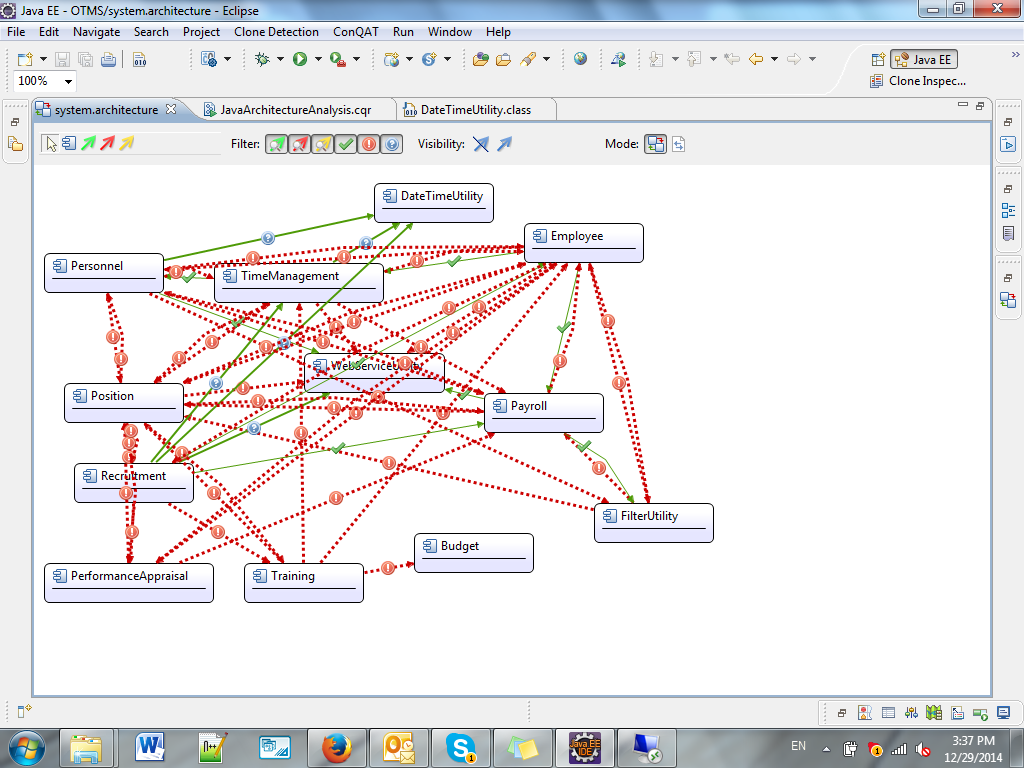 Java EE - OTMS/system.architecture - Eclipse
File Edit Navigate Search Project Clone Detection ConQAT Run Window Help
Java EE
100%
Clone Inspec...
system.architecture JavaArchitectureAnalysis.cqr DateTimeUtility.class
Filter: Visibility: Mode:
DateTimeUtility
Employee
Personnel
TimeManagement
WebServiceUtility
Position
Payroll
Recruitment
FilterUtility
Budget
PerformanceAppraisal
Training
EN
3:37 PM
12/29/2014